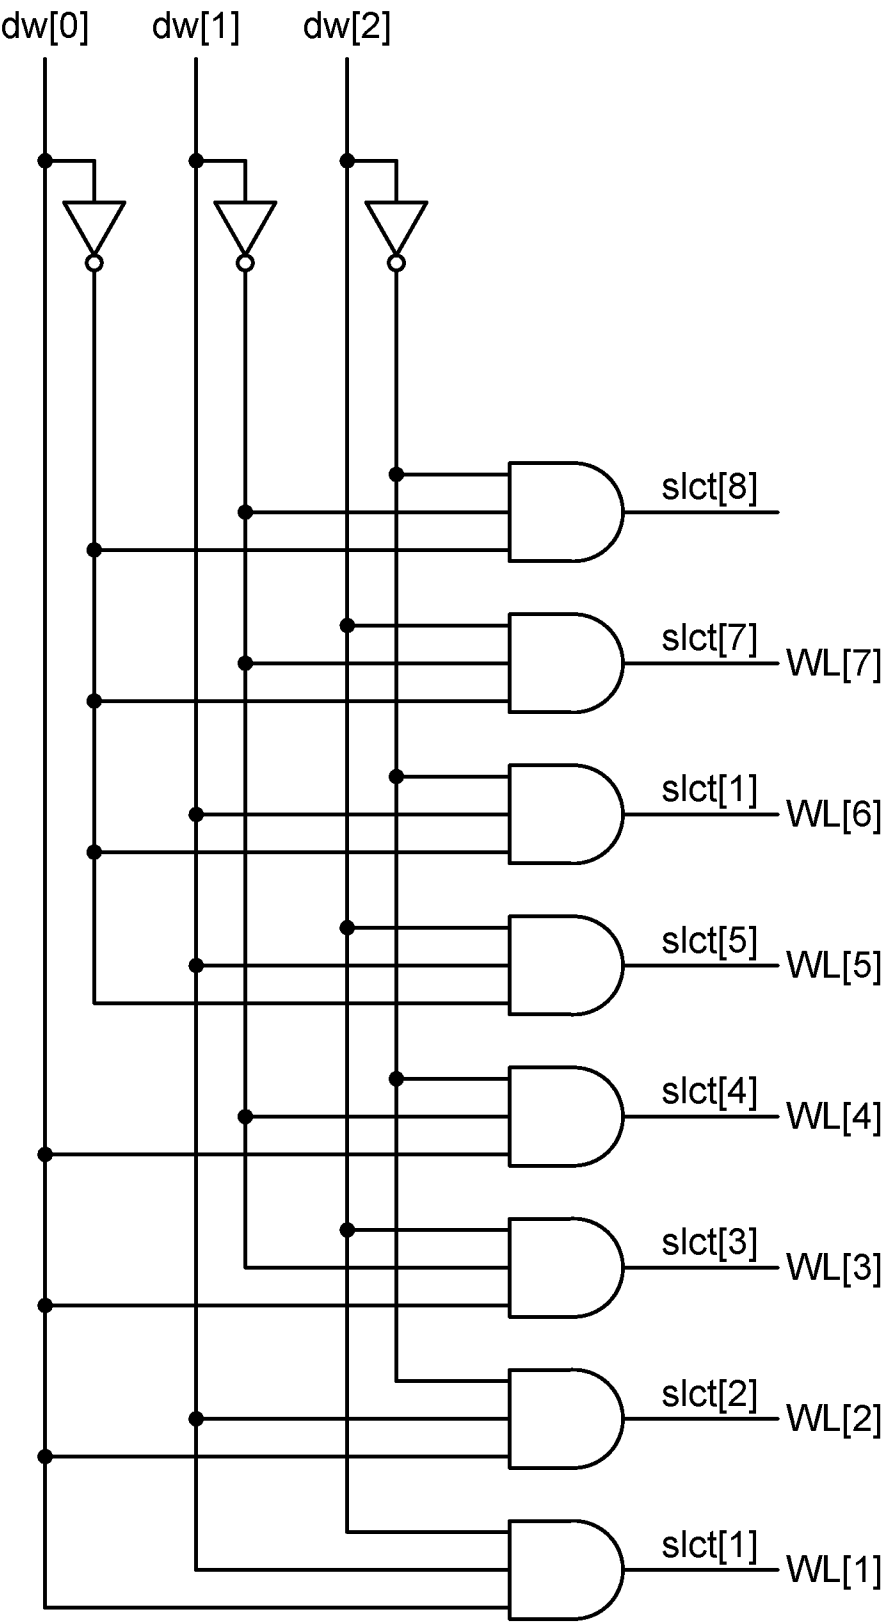 dw[0] dw[1] dw[2]
slct[8]
slct[7] WL[7]
slct[1] WL[6]
slct[5] WL[5]
slct[4] WL[4]
slct[3] WL[3]
slct[2] WL[2]
slct[1] WL[1]